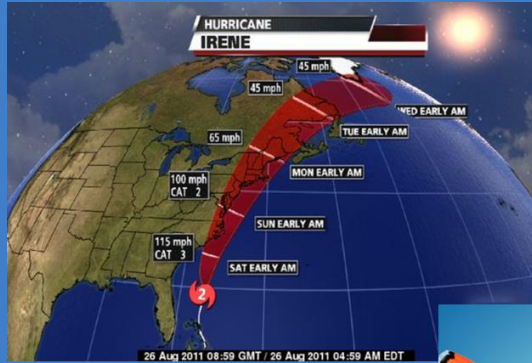 HURRICANE
IRENE
45 mph
45 mph
WED EARLY AM
TUE EARLY AM
65 mph
MON EARLY AM
100 mph
CAT 2
SUN EARLY AM
115 mph
CAT 3
SAT EARLY AM
2
26 Aug 2011 08:59 GMT / 26 Aug 2011 04:59 AM EDT